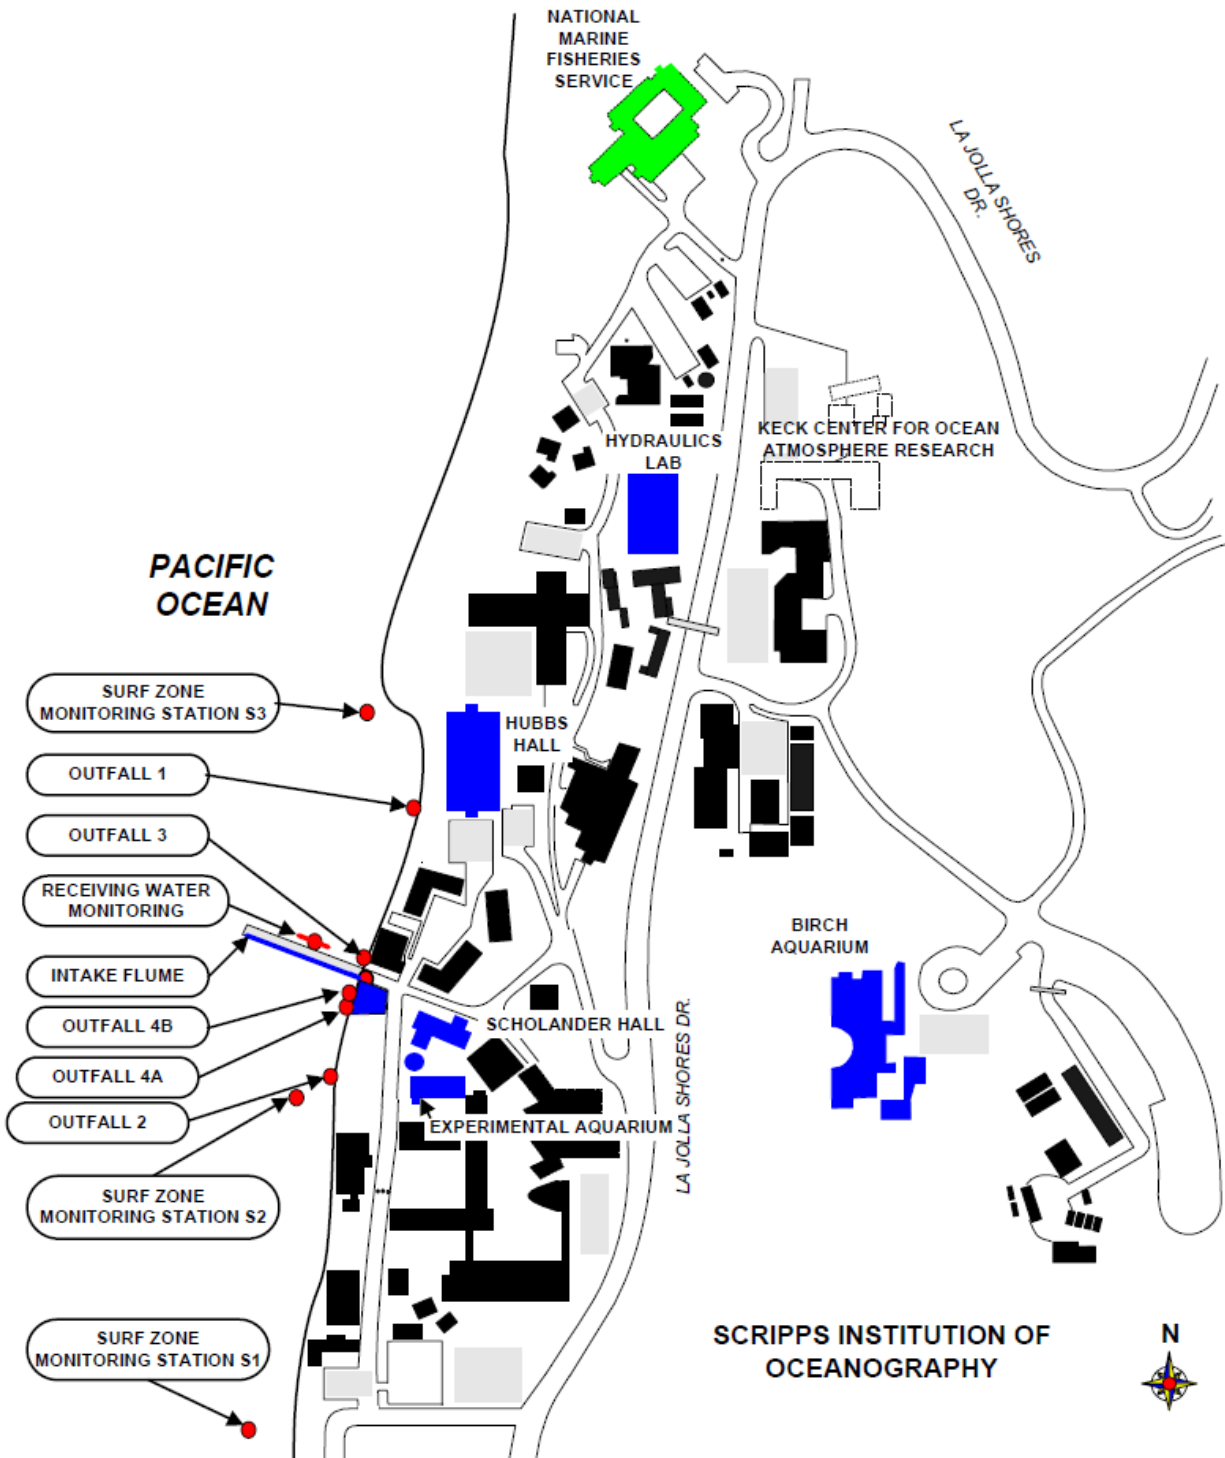 NATIONAL
MARINE
FISHERIES
SERVICE
LA JOLLA SHORES
DR.
HYDRAULICS
LAB
KECK CENTER FOR OCEAN
ATMOSPHERE RESEARCH
PACIFIC
OCEAN
SURF ZONE
MONITORING STATION S3
HUBBS
HALL
OUTFALL 1
OUTFALL 3
RECEIVING WATER
MONITORING
INTAKE FLUME
OUTFALL 4B
OUTFALL 4A
OUTFALL 2
SURF ZONE
MONITORING STATION S2
SURF ZONE
MONITORING STATION S1
BIRCH
AQUARIUM
SCHOLANDER HALL
EXPERIMENTAL AQUARIUM
LA JOLLA SHORES DR.
SCRIPPS INSTITUTION OF
OCEANOGRAPHY
N